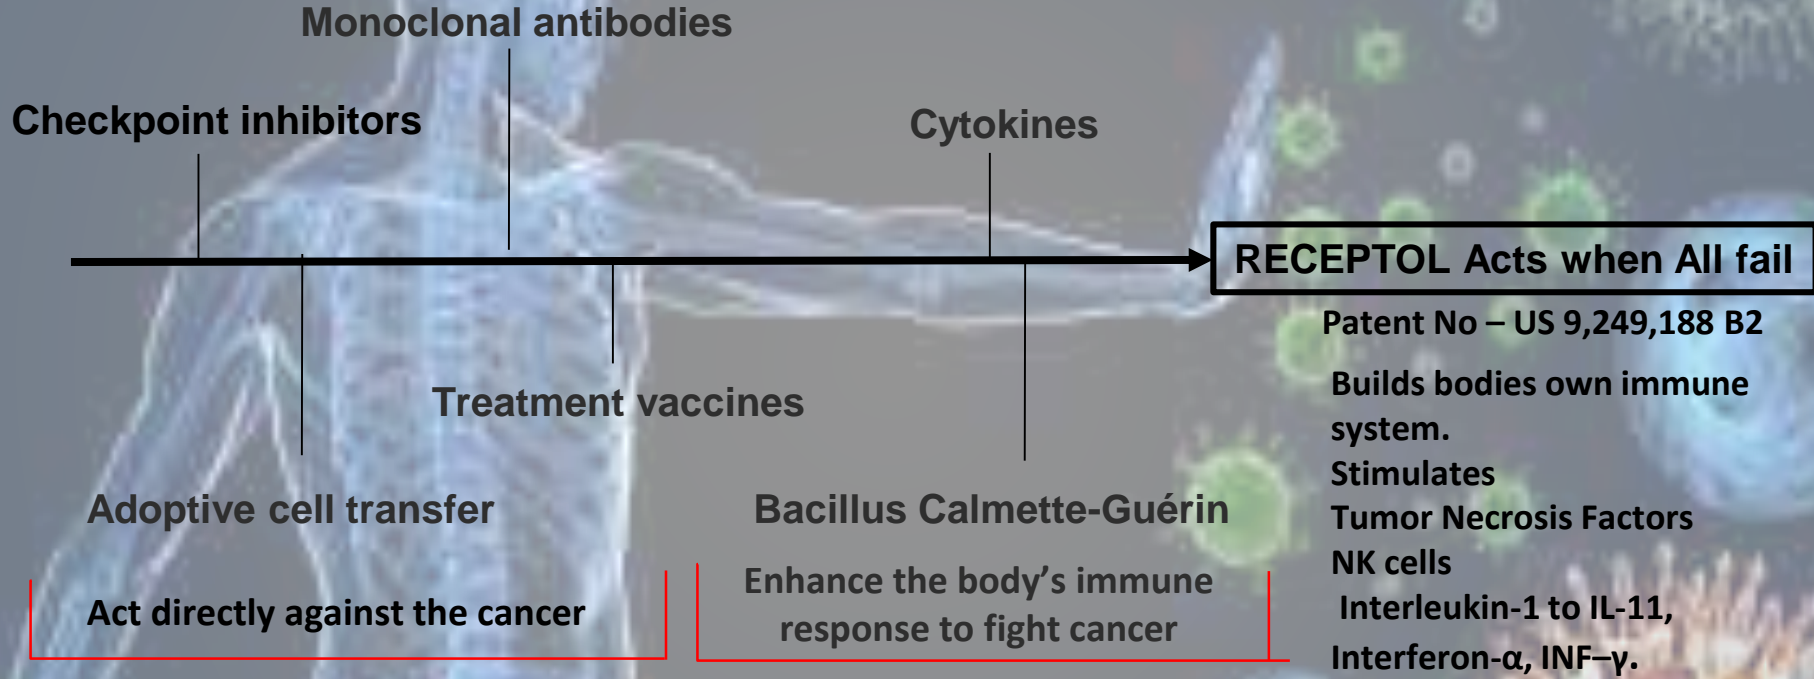 Monoclonal antibodies
Checkpoint inhibitors
Cytokines
RECEPTOL Acts when All fail
Patent No – US 9,249,188 B2
Treatment vaccines
Adoptive cell transfer
Bacillus Calmette-Guérin
Act directly against the cancer
Enhance the body’s immune
response to fight cancer
Builds bodies own immune
system.
Stimulates
Tumor Necrosis Factors
NK cells
Interleukin-1 to IL-11,
Interferon-α, INF–γ.